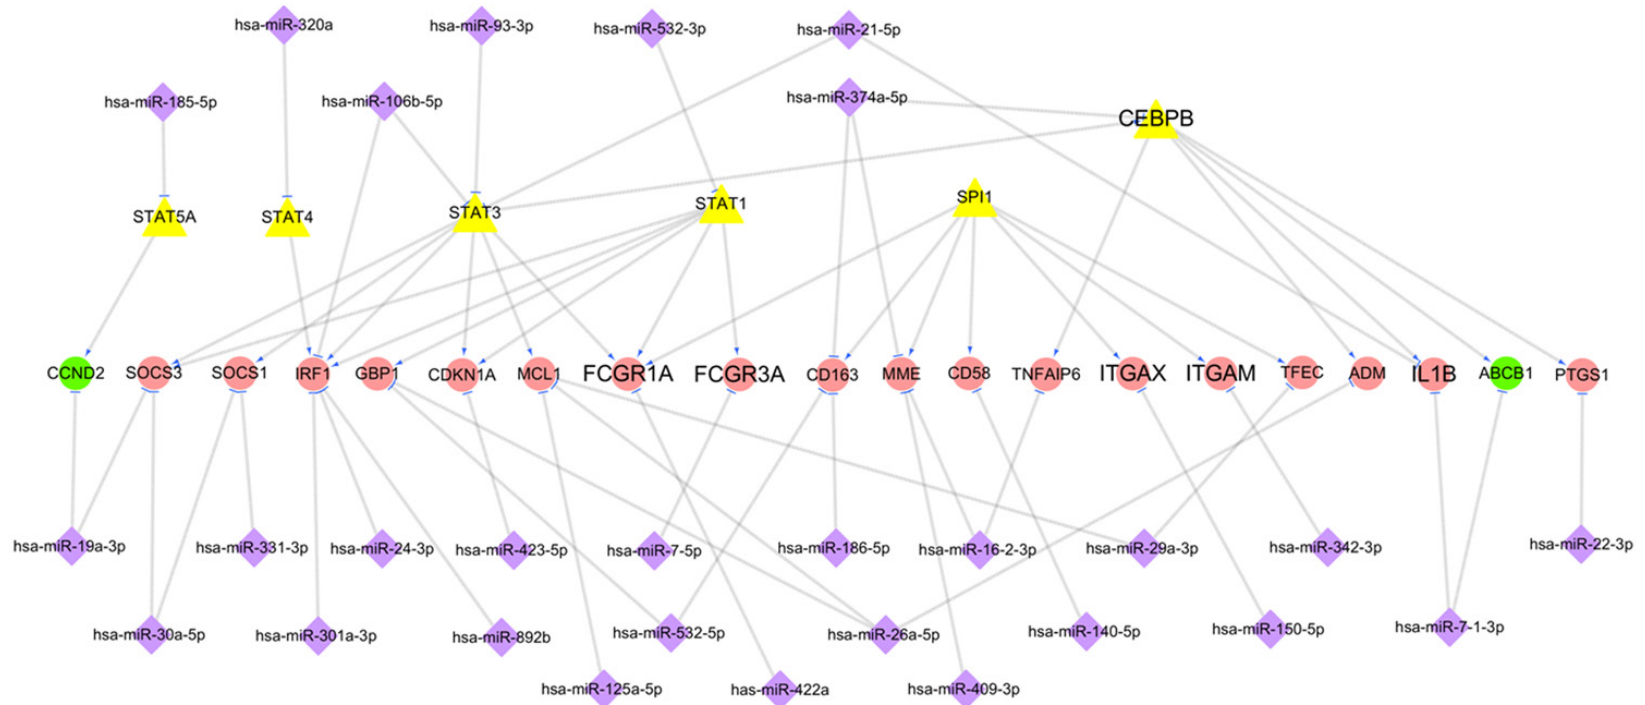 hsa-miR-320a
hsa-miR-93-3p
hsa-miR-532-3p
hsa-miR-21-5p
hsa-miR-185-5p
hsa-miR-106b-5p
hsa-miR-374a-5p
CEBPB
STAT5A
STAT4
STAT3
STAT1
SPI1
CCND2
SOCS3
SOCS1
IRF1
GBP1
CDKN1A
MCL1
FCGR1A
FCGR3A
CD163
MME
CD58
TNFAIP6
ITGAX
ITGAM
TFEC
ADM
IL1B
ABCB1
PTGS1
hsa-miR-19a-3p
hsa-miR-331-3p
hsa-miR-24-3p
hsa-miR-423-5p
hsa-miR-7-5p
hsa-miR-186-5p
hsa-miR-16-2-3p
hsa-miR-29a-3p
hsa-miR-342-3p
hsa-miR-22-3p
hsa-miR-30a-5p
hsa-miR-301a-3p
hsa-miR-892b
hsa-miR-532-5p
hsa-miR-26a-5p
hsa-miR-140-5p
hsa-miR-150-5p
hsa-miR-7-1-3p
hsa-miR-125a-5p
has-miR-422a
hsa-miR-409-3p